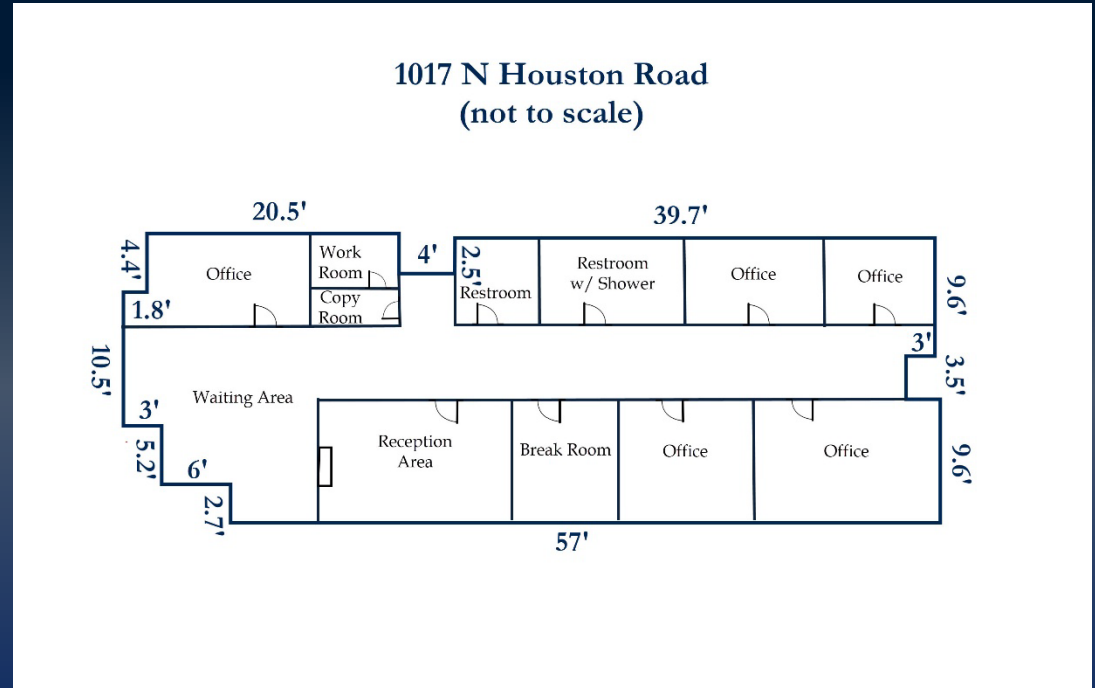 1017 N Houston Road
(not to scale)
20.5'
39.7'
4.4'
Office
Work
Room
4'
2.5'
Restroom
Restroom
w/ Shower
Office
Office
9.6'
1.8'
Copy
Room
3'
3.5'
10.5'
Waiting Area
3'
5.2'
6'
2.7'
Reception
Area
Break Room
Office
Office
9.6'
57'